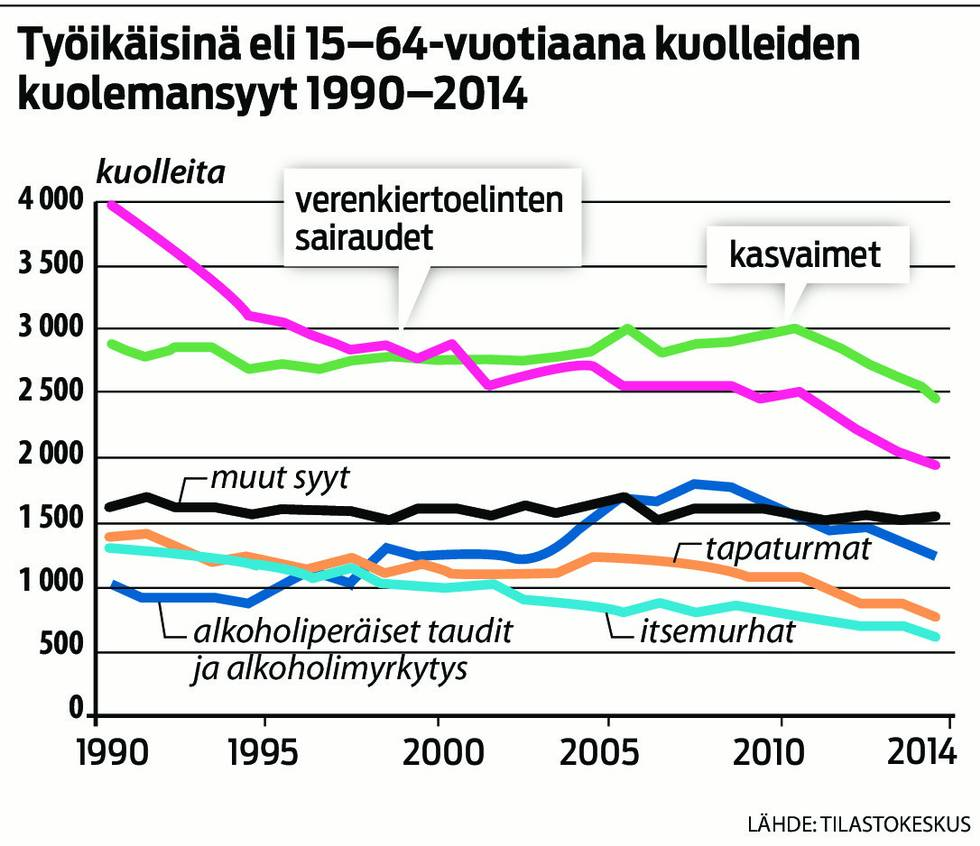 Työikäisinä eli 15–64-vuotiaana kuolleiden
kuolemansyyt 1990–2014
kuolleita
4 000
3 500
3 000
2 500
2 000
1 500
1 000
500
0
verenkiertoelinten
sairaudet
kasvaimet
muut syyt
tapaturmat
alkoholiperäiset taudit
ja alkoholimyrkytys
itsemurhat
1990
1995
2000
2005
2010
2014
LÄHDE: TILASTOKESKUS